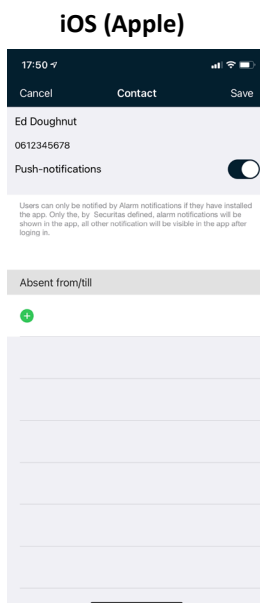 iOS (Apple)
17:50
Cancel Contact Save
Ed Doughnut
0612345678
Push-notifications
Users can only be notified by Alarm notifications if they have installed
the app. Only the, by Securitas defined, alarm notifications will be
shown in the app, all other notification will be visible in the app after
loging in.
Absent from/till